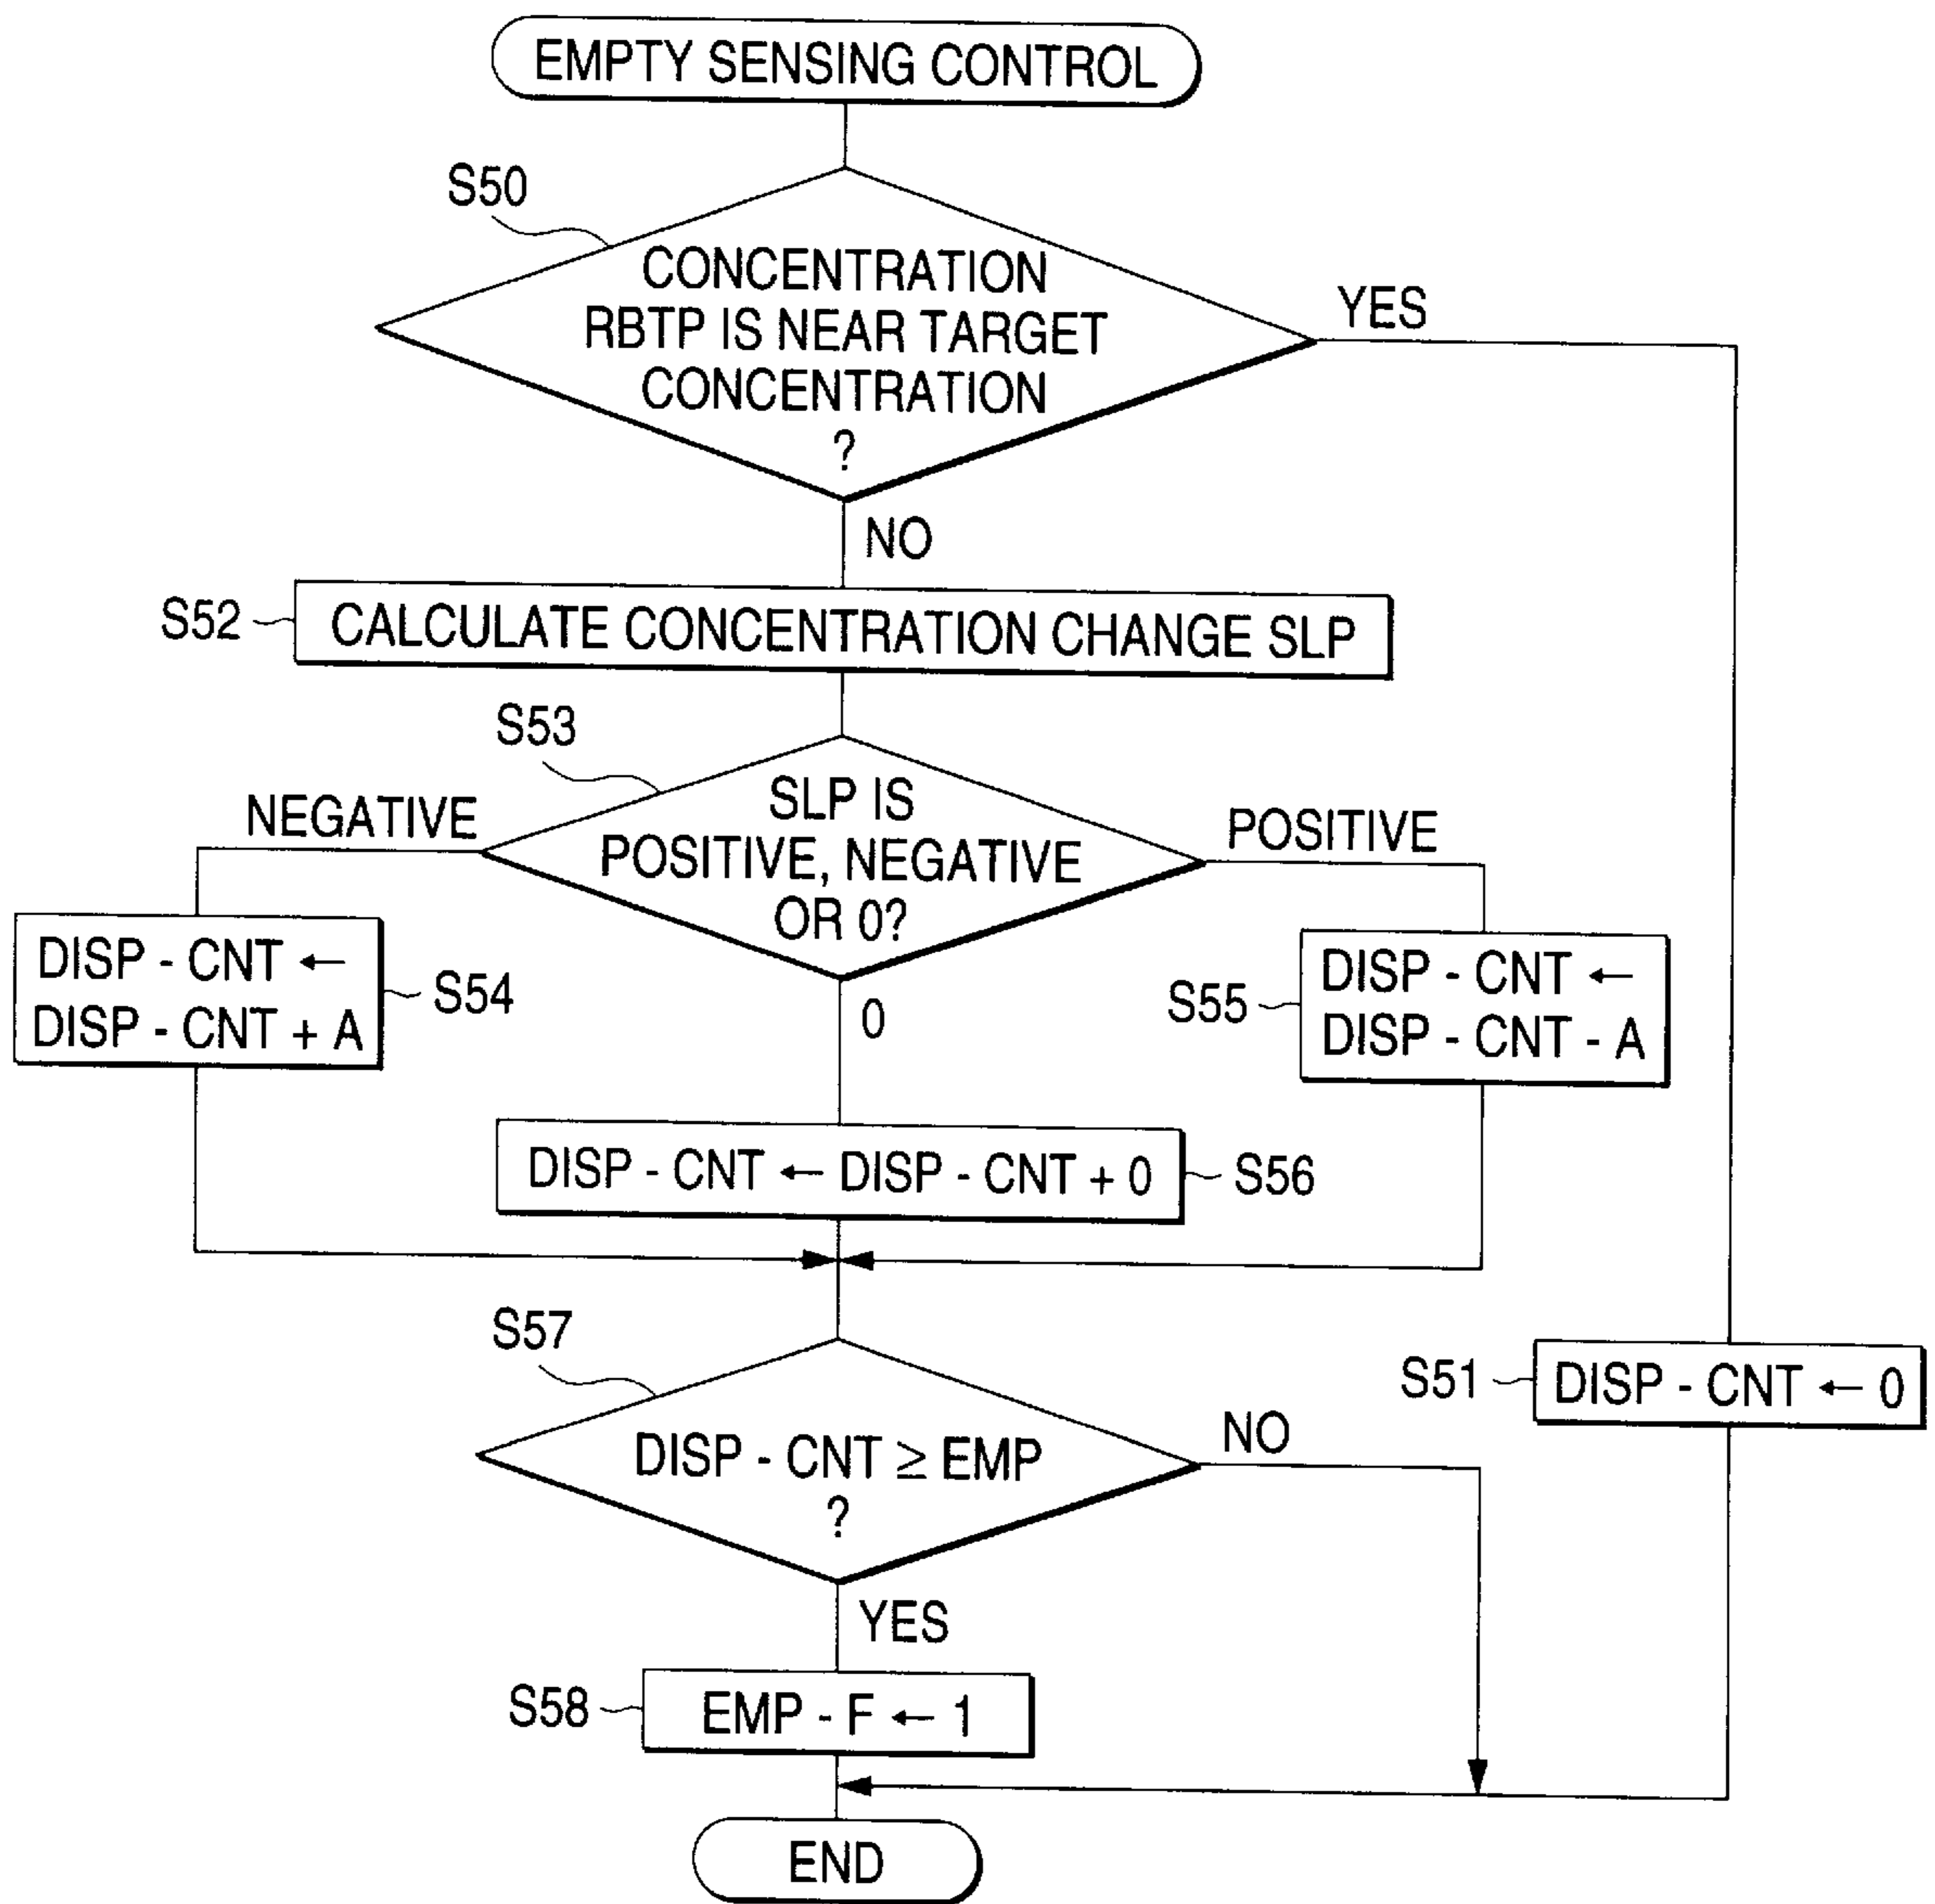 EMPTY SENSING CONTROL
S50
CONCENTRATION
RBTP IS NEAR TARGET
CONCENTRATION
?
YES
NO
S52
CALCULATE CONCENTRATION CHANGE SLP
S53
SLP IS
POSITIVE, NEGATIVE
OR 0?
NEGATIVE
POSITIVE
0
DISP - CNT ←
DISP - CNT + A
S54
S55
DISP - CNT ←
DISP - CNT - A
DISP - CNT ← DISP - CNT + 0
S56
S57
DISP - CNT ≥ EMP
?
NO
S51
DISP - CNT ← 0
YES
S58
EMP - F ← 1
END